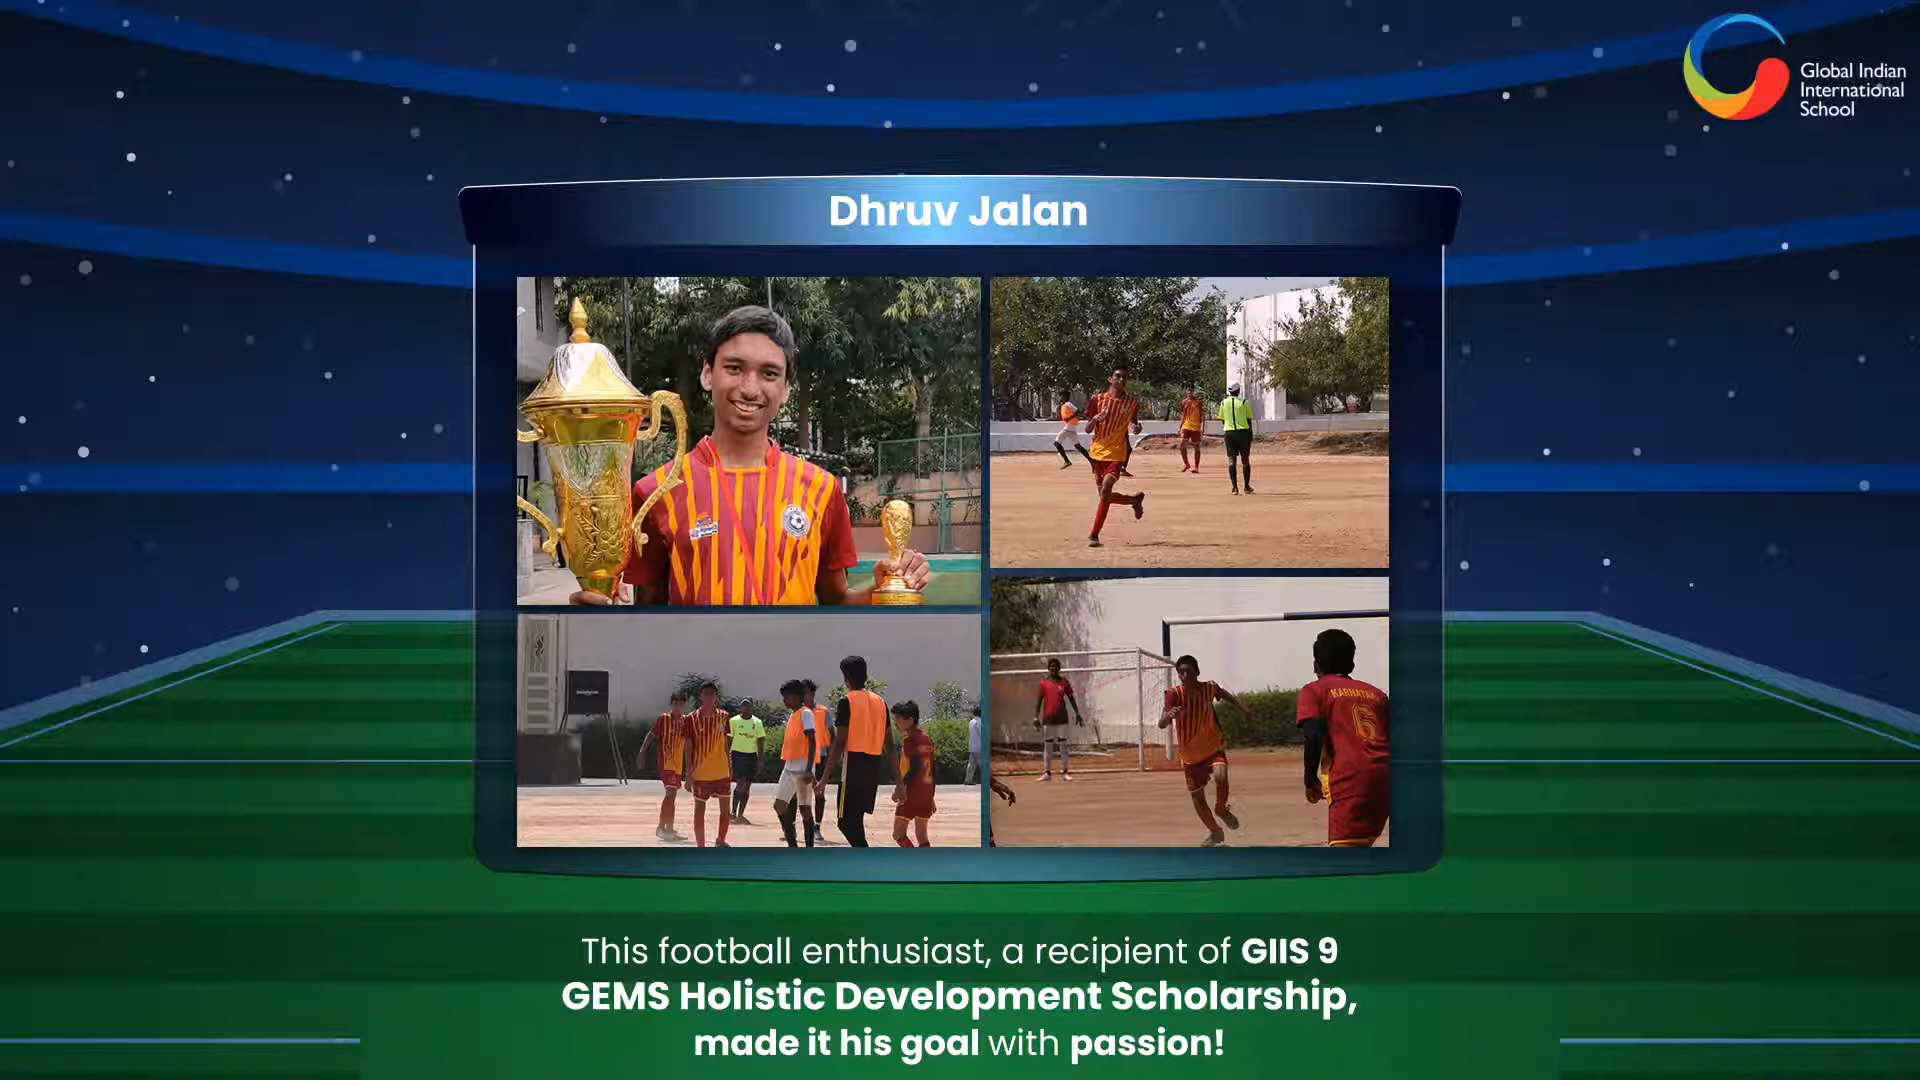 Global Indian
International
School
Dhruv Jalan
6
This football enthusiast, a recipient of GIIS 9
GEMS Holistic Development Scholarship,
made it his goal with passion!